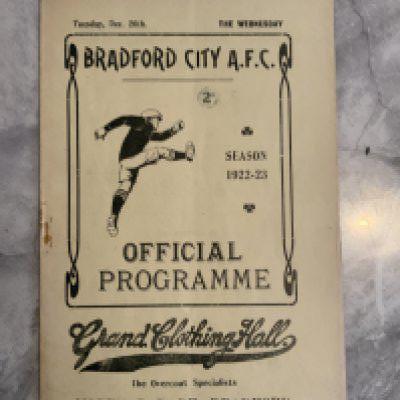 Tuesday, Dec. 26th. THE WEDNESDAY
BRADFORD CITY A.F.C.
2D
SEASON
1922-23
OFFICIAL
PROGRAMME
Grand Clothing Hall
The Overcoat Specialists